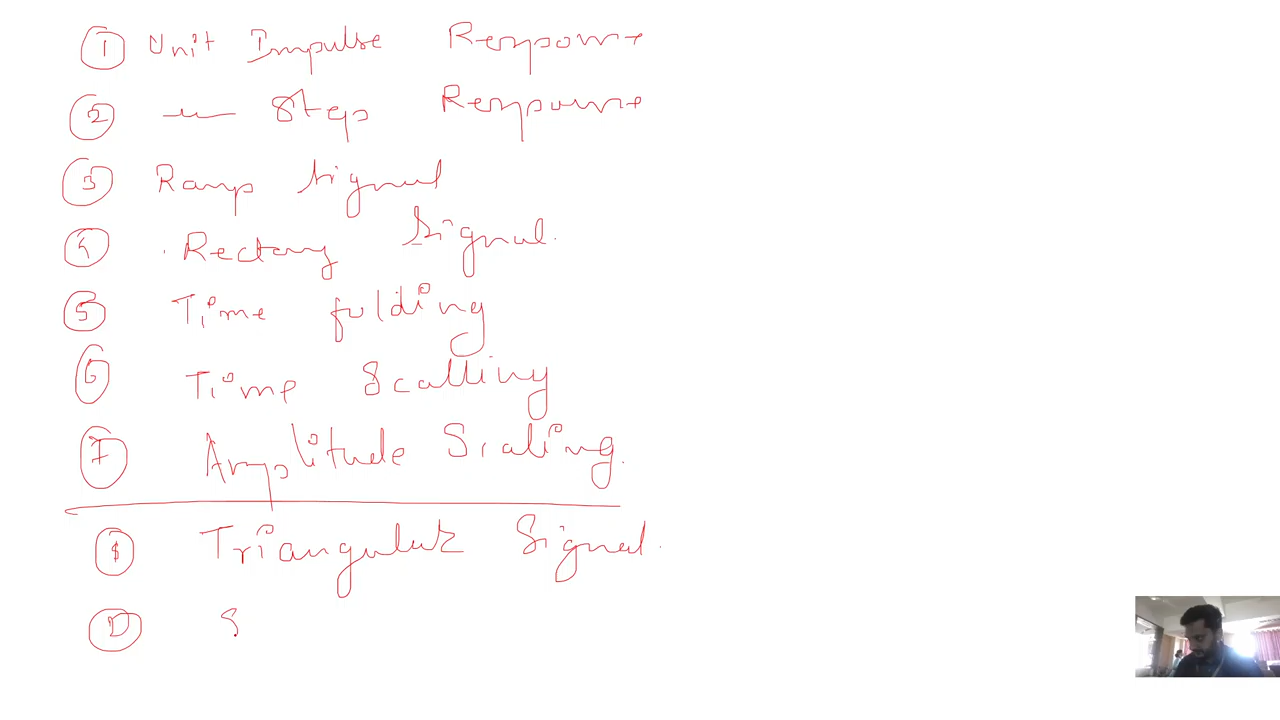 1 Unit Impulse Response
2 Step Response
3 Ramp Signal
4 Rectang Signal.
5 Time folding
6 Time Scalling
7 Amplitude Scaling.
8 Triangular Signal.
S